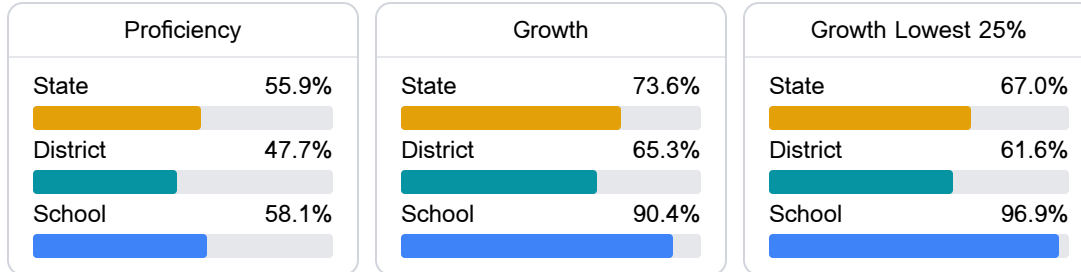 Proficiency
State 55.9%
District 47.7%
School 58.1%
Growth
State 73.6%
District 65.3%
School 90.4%
Growth Lowest 25%
State 67.0%
District 61.6%
School 96.9%